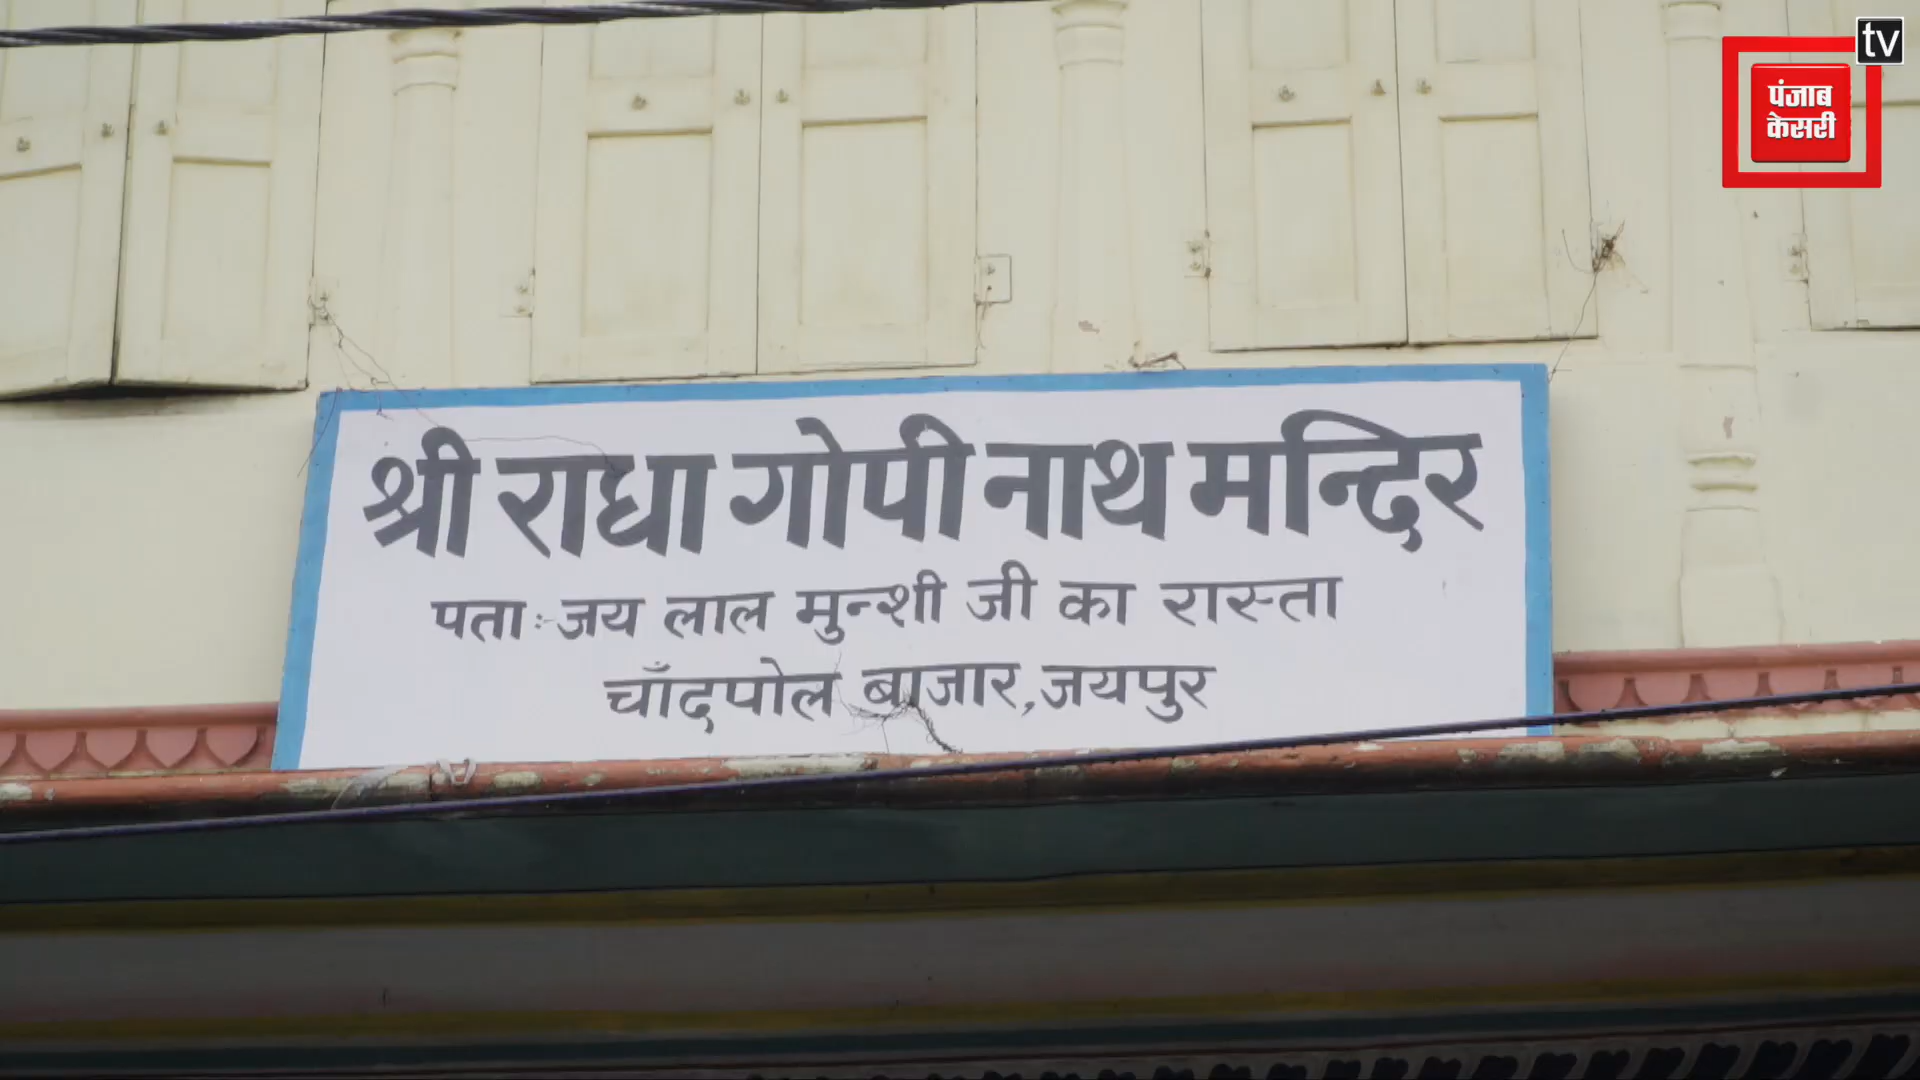 tv
पंजाब
केसरी
श्री राधा गोपी नाथ मन्दिर
पता:-जय लाल मुन्शी जी का रास्ता
चाँदपोल बाजार,जयपुर